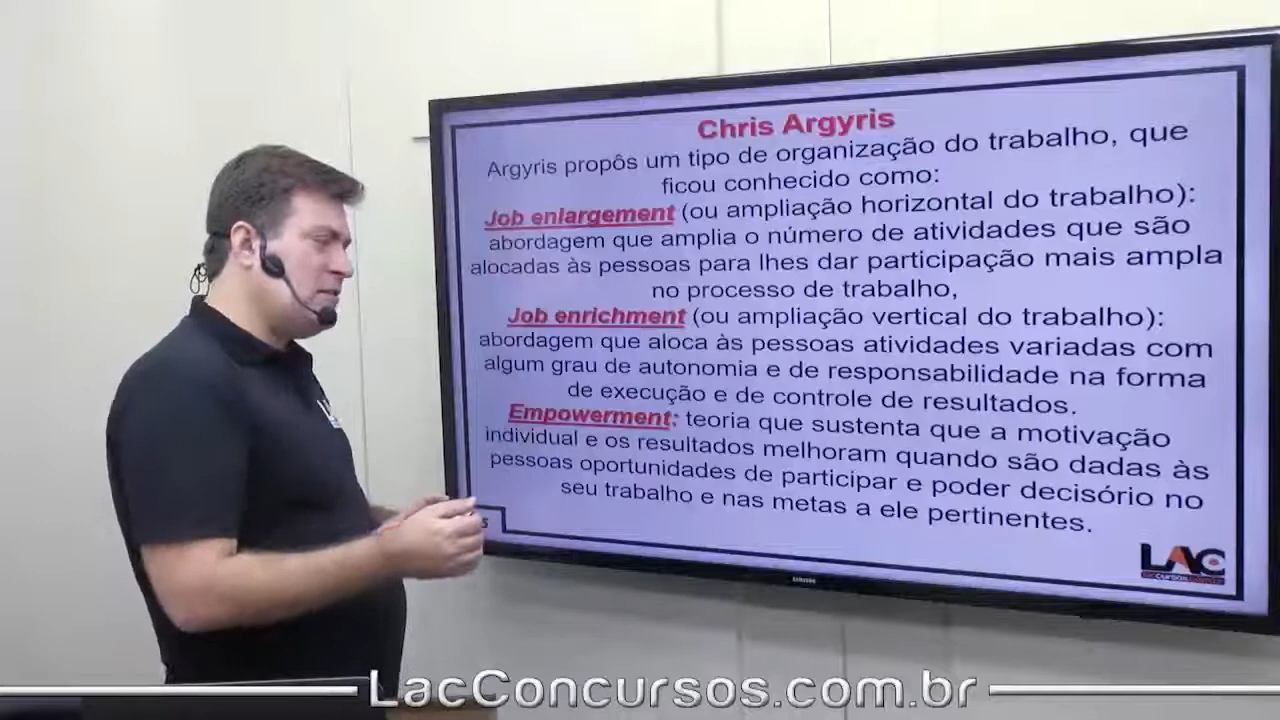 Chris Argyris
Argyris propôs um tipo de organização do trabalho, que
ficou conhecido como:
Job enlargement (ou ampliação horizontal do trabalho):
abordagem que amplia o número de atividades que são
alocadas às pessoas para lhes dar participação mais ampla
no processo de trabalho,
Job enrichment (ou ampliação vertical do trabalho):
abordagem que aloca às pessoas atividades variadas com
algum grau de autonomia e de responsabilidade na forma
de execução e de controle de resultados.
Empowerment: teoria que sustenta que a motivação
individual e os resultados melhoram quando são dadas às
pessoas oportunidades de participar e poder decisório no
seu trabalho e nas metas a ele pertinentes.
LAC
SAMSUNG
LacConcursos.com.br